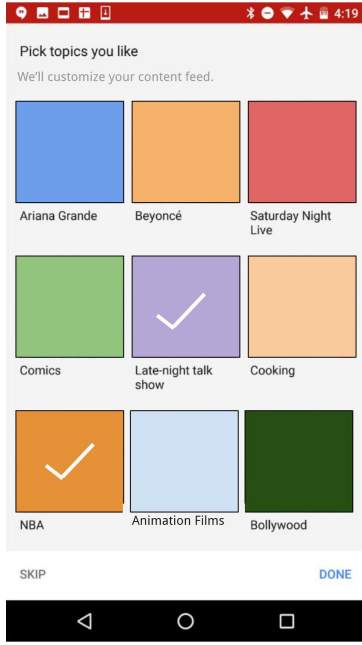 4:19
Pick topics you like
We'll customize your content feed.
Ariana Grande
Beyoncé
Saturday Night
Live
Comics
Late-night talk
show
Cooking
NBA
Animation Films
Bollywood
SKIP
DONE